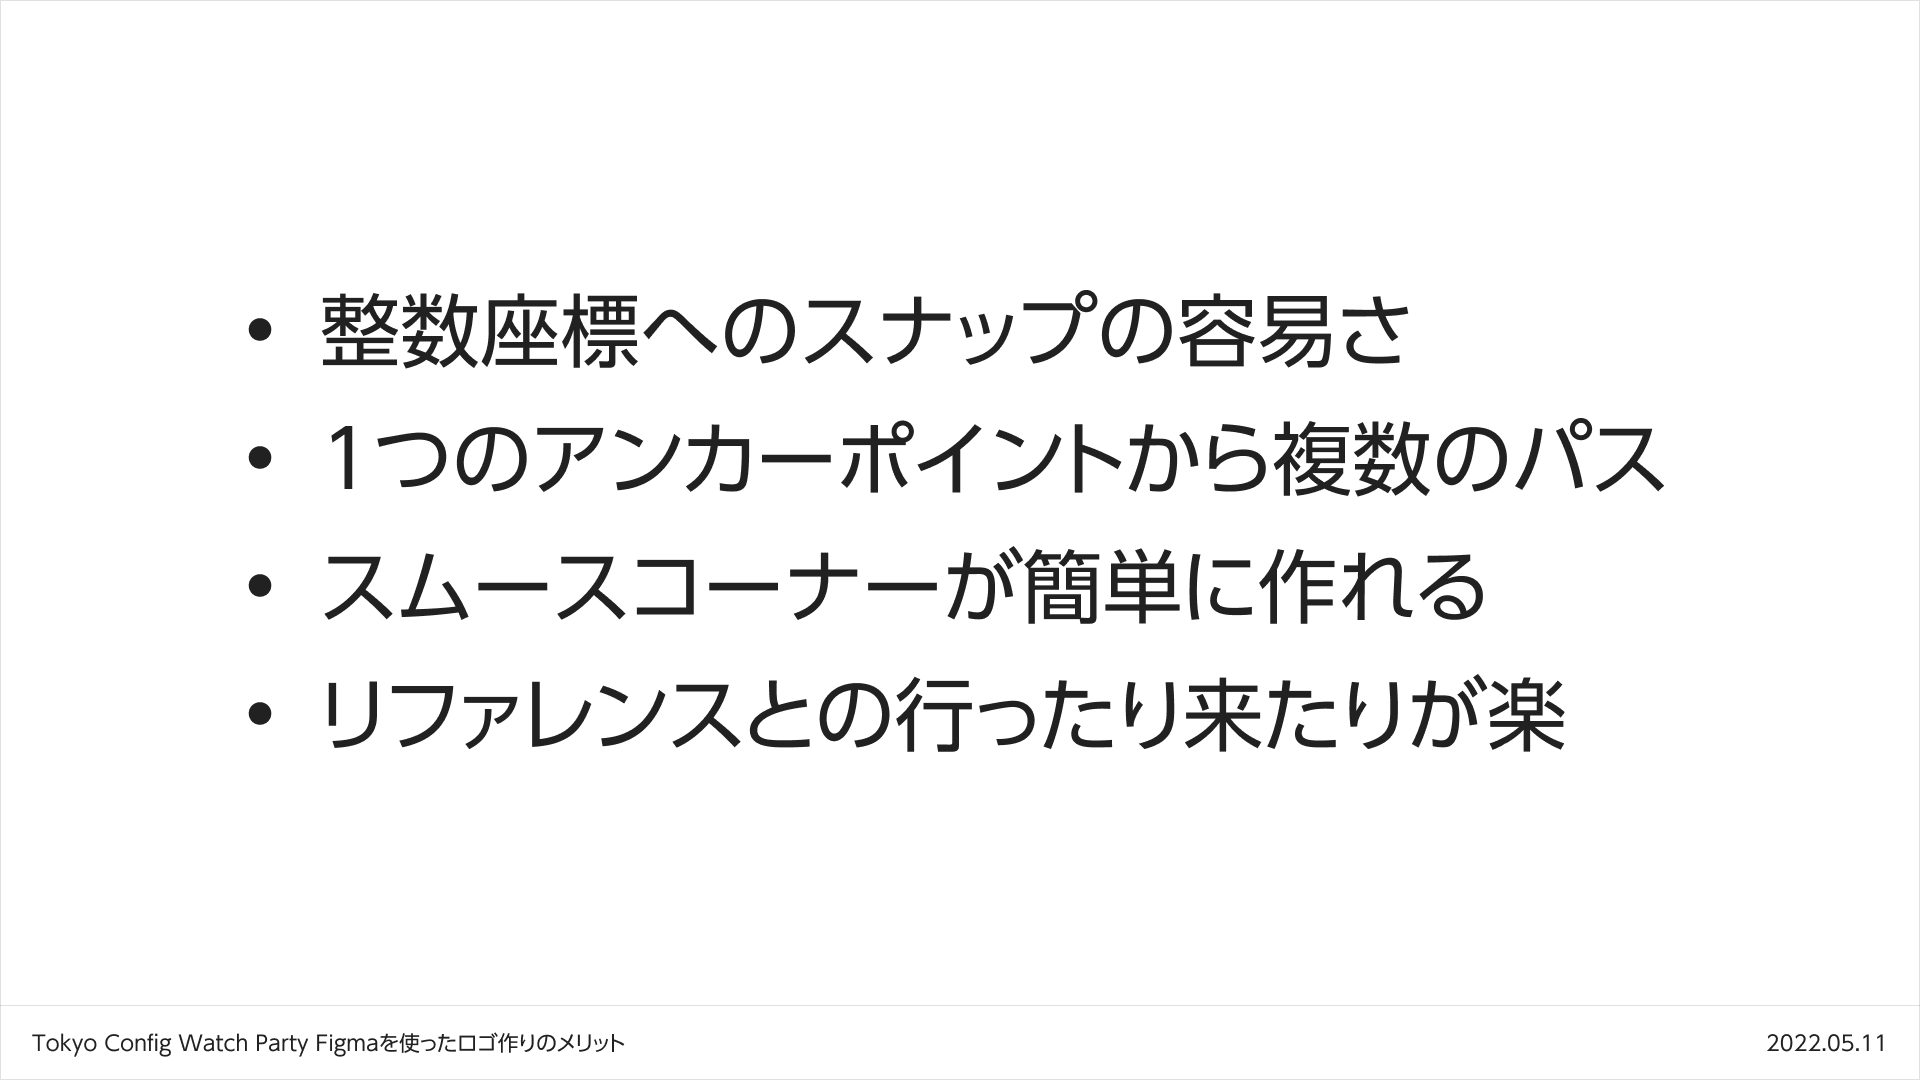 • 整数座標へのスナップの容易さ
• 1つのアンカーポイントから複数のパス
• スムースコーナーが簡単に作れる
• リファレンスとの行ったり来たりが楽
Tokyo Config Watch Party Figmaを使ったロゴ作りのメリット
2022.05.11